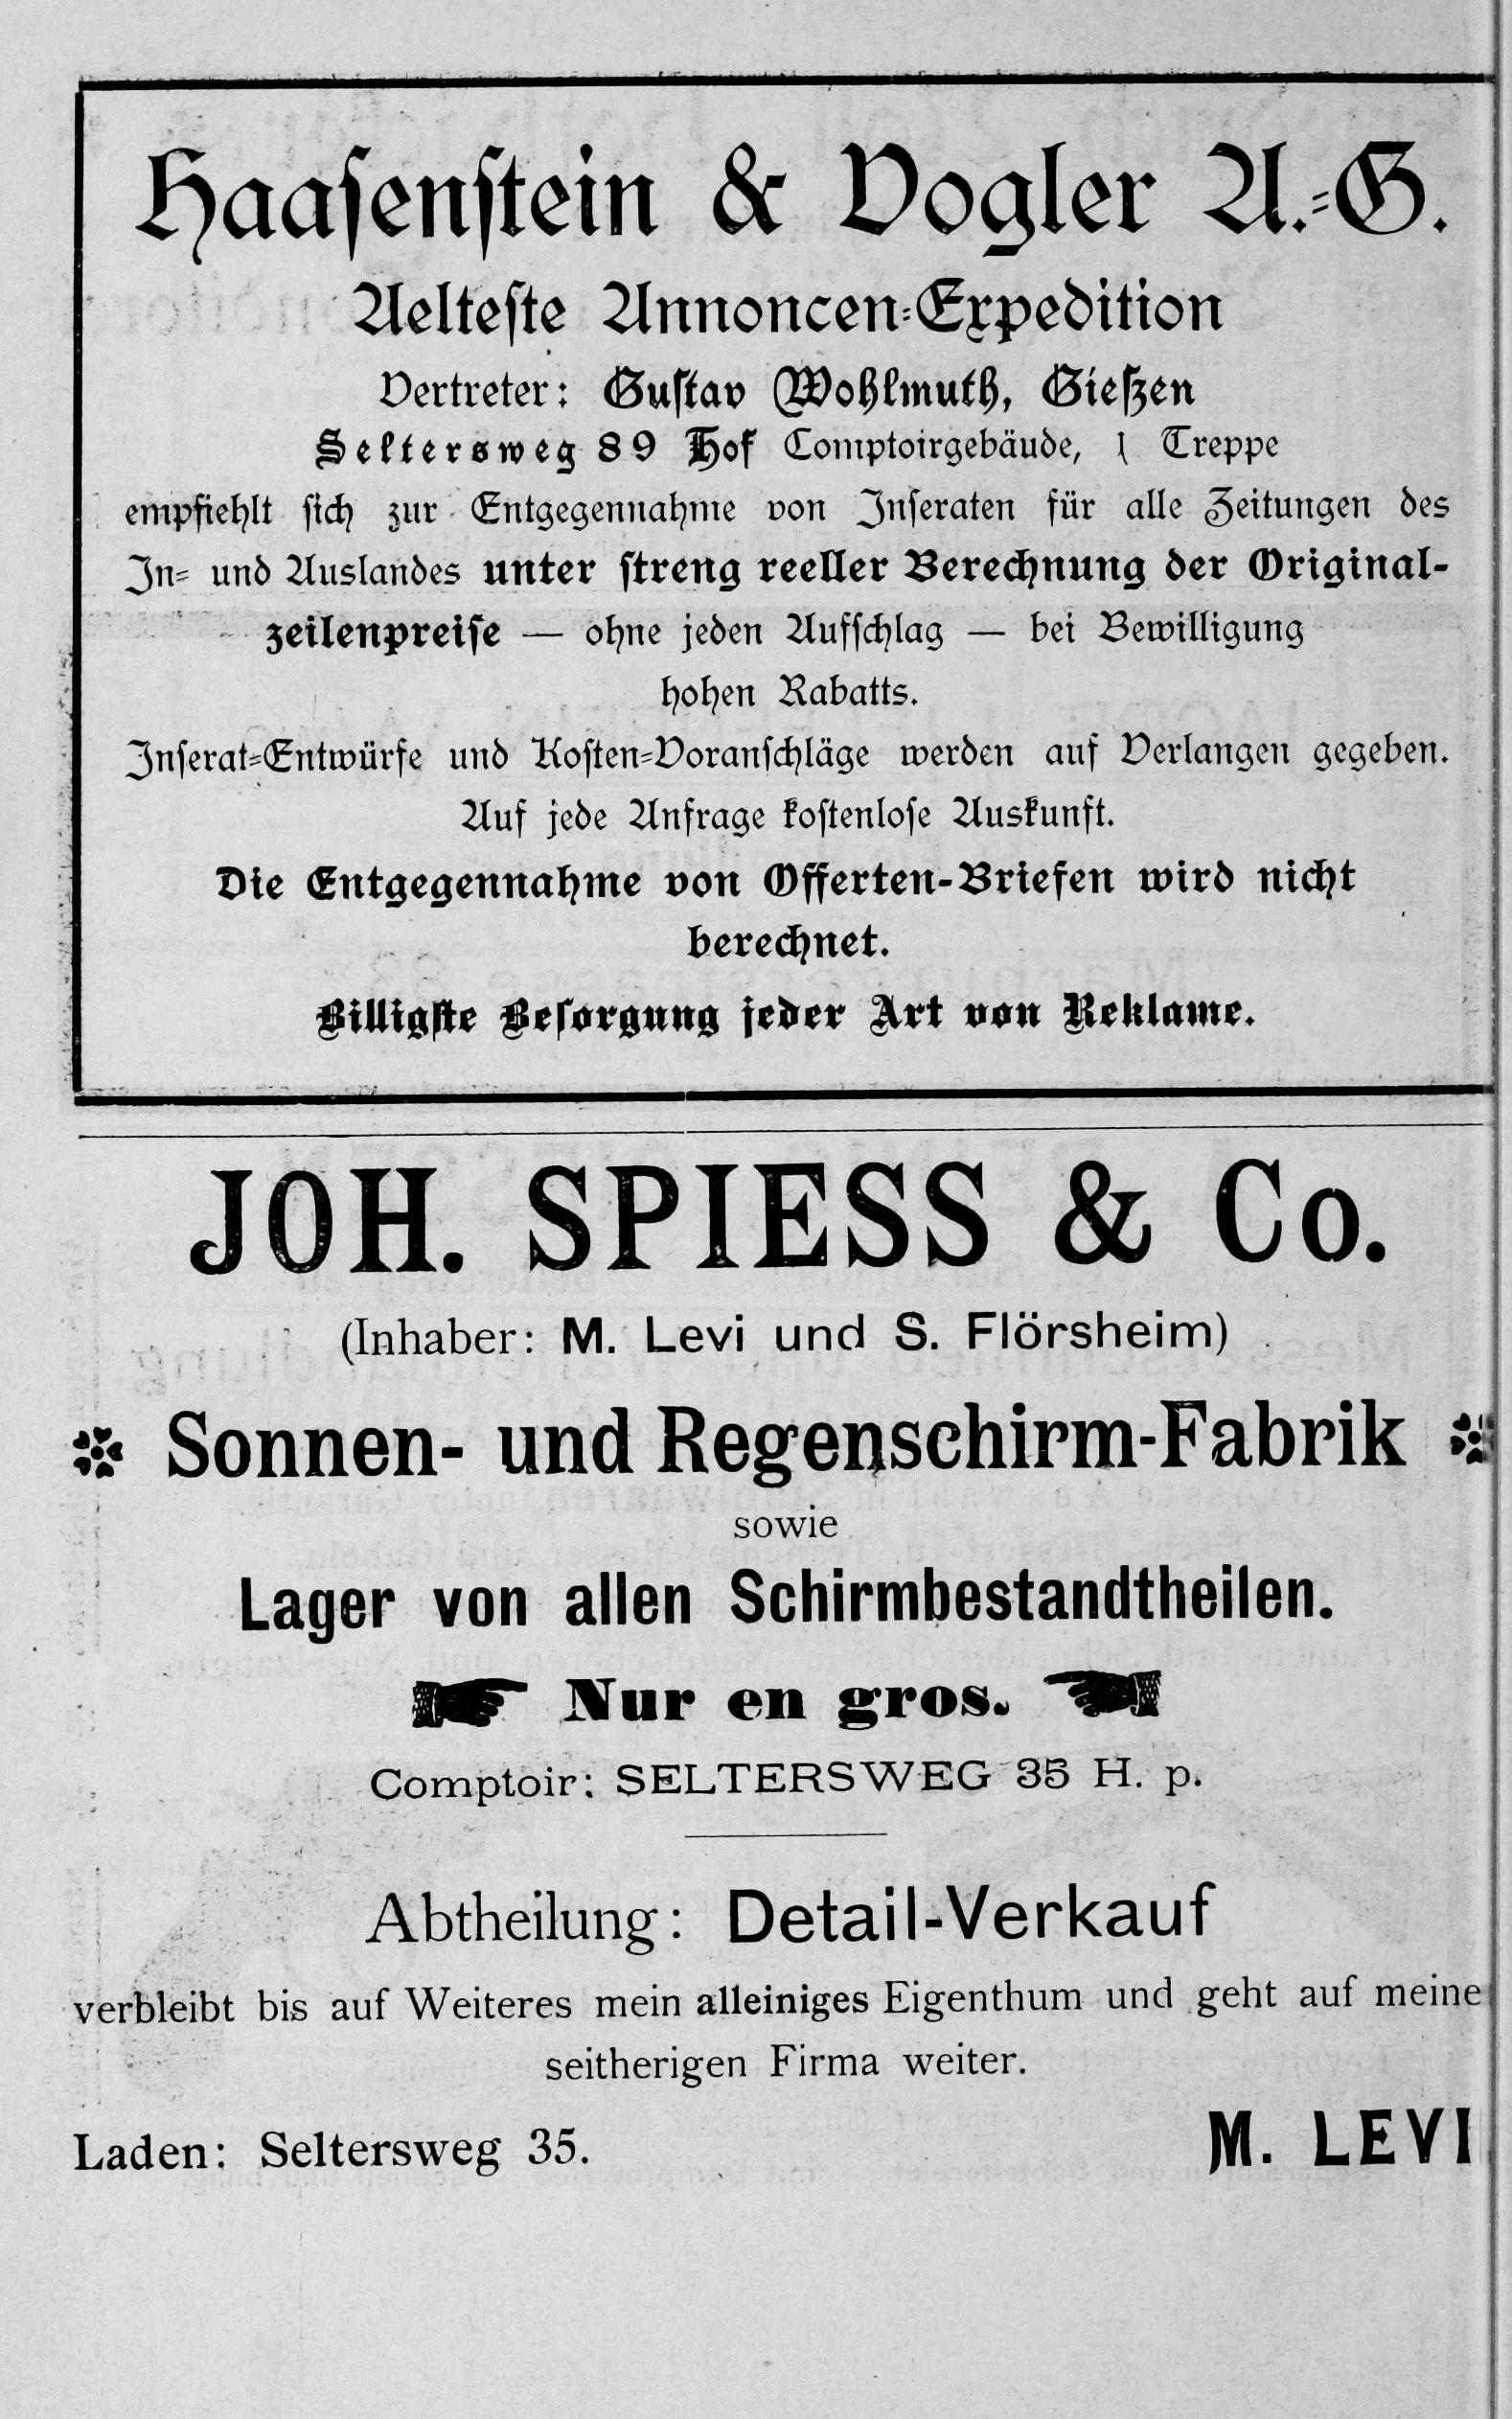 Haasenstein & Vogler A.-G.
Aelteste Annoncen-Expedition
Vertreter: Gustav Wohlmuth, Gießen
Seltersweg 89 Hof Comptoirgebäude, 1 Treppe
empfiehlt sich zur Entgegennahme von Inseraten für alle Zeitungen des
In- und Auslandes unter streng reeller Berechnung der Original-
zeilenpreise — ohne jeden Aufschlag — bei Bewilligung
hohen Rabatts.
Inserat-Entwürfe und Kosten-Voranschläge werden auf Verlangen gegeben.
Auf jede Anfrage kostenlose Auskunft.
Die Entgegennahme von Offerten-Briefen wird nicht
berechnet.
Billigste Besorgung jeder Art von Reklame.
JOH. SPIESS & Co.
(Inhaber: M. Levi und S. Flörsheim)
Sonnen- und Regenschirm-Fabrik
sowie
Lager von allen Schirmbestandtheilen.
Nur en gros.
Comptoir: SELTERSWEG 35 H. p.
Abtheilung: Detail-Verkauf
verbleibt bis auf Weiteres mein alleiniges Eigenthum und geht auf meine
seitherigen Firma weiter.
Laden: Seltersweg 35. M. LEVI